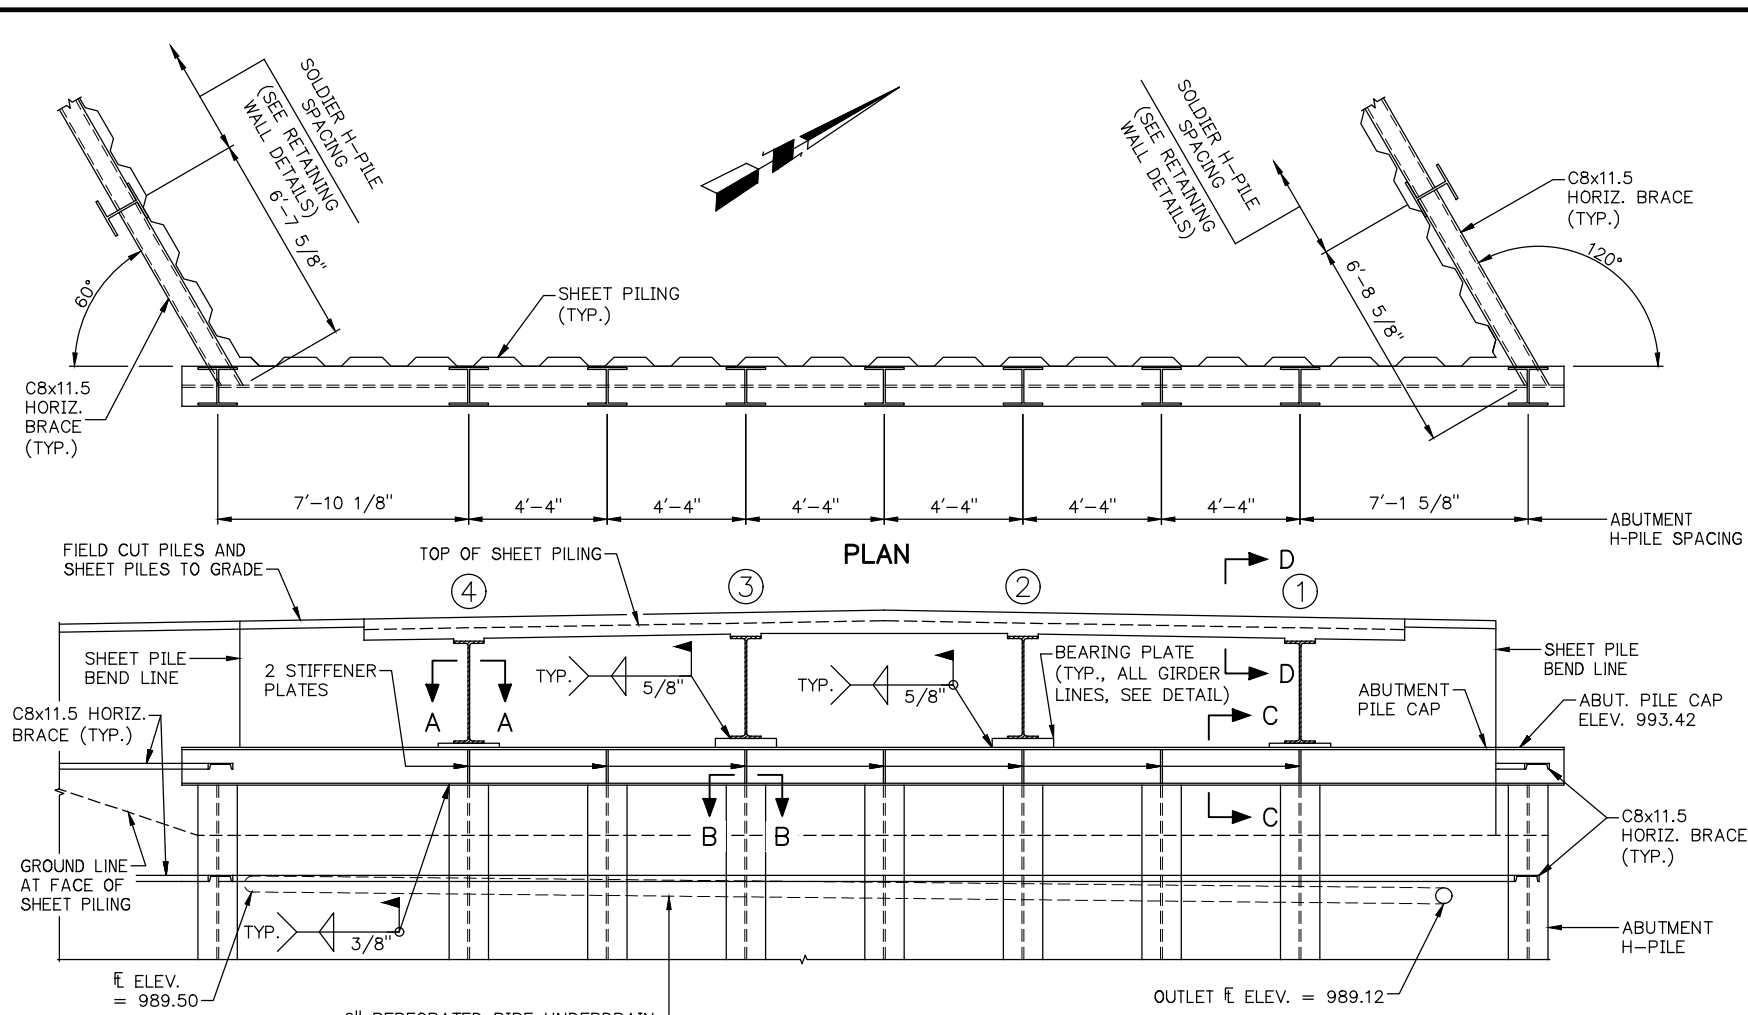 SOLDIER H-PILE
SPACING
(SEE RETAINING
WALL DETAILS)
6'-7 5/8"
60°
C8x11.5
HORIZ.
BRACE
(TYP.)
SHEET PILING
(TYP.)
SOLDIER H-PILE
SPACING
(SEE RETAINING
WALL DETAILS)
6'-8 5/8"
C8x11.5
HORIZ. BRACE
(TYP.)
120°
7'-10 1/8"
4'-4"
4'-4"
4'-4"
4'-4"
4'-4"
4'-4"
7'-1 5/8"
ABUTMENT
H-PILE SPACING
PLAN
FIELD CUT PILES AND
SHEET PILES TO GRADE
TOP OF SHEET PILING
4
3
2
1
D
D
SHEET PILE
BEND LINE
2 STIFFENER
PLATES
A
A
TYP.
5/8"
TYP.
5/8"
BEARING PLATE
(TYP., ALL GIRDER
LINES, SEE DETAIL)
C
C
ABUTMENT
PILE CAP
SHEET PILE
BEND LINE
ABUT. PILE CAP
ELEV. 993.42
C8x11.5 HORIZ.
BRACE (TYP.)
B
B
C8x11.5
HORIZ. BRACE
(TYP.)
GROUND LINE
AT FACE OF
SHEET PILING
TYP.
3/8"
ABUTMENT
H-PILE
ELEV.
= 989.50
OUTLET ELEV. = 989.12
PERFORATED PIPE UNDERDRAIN